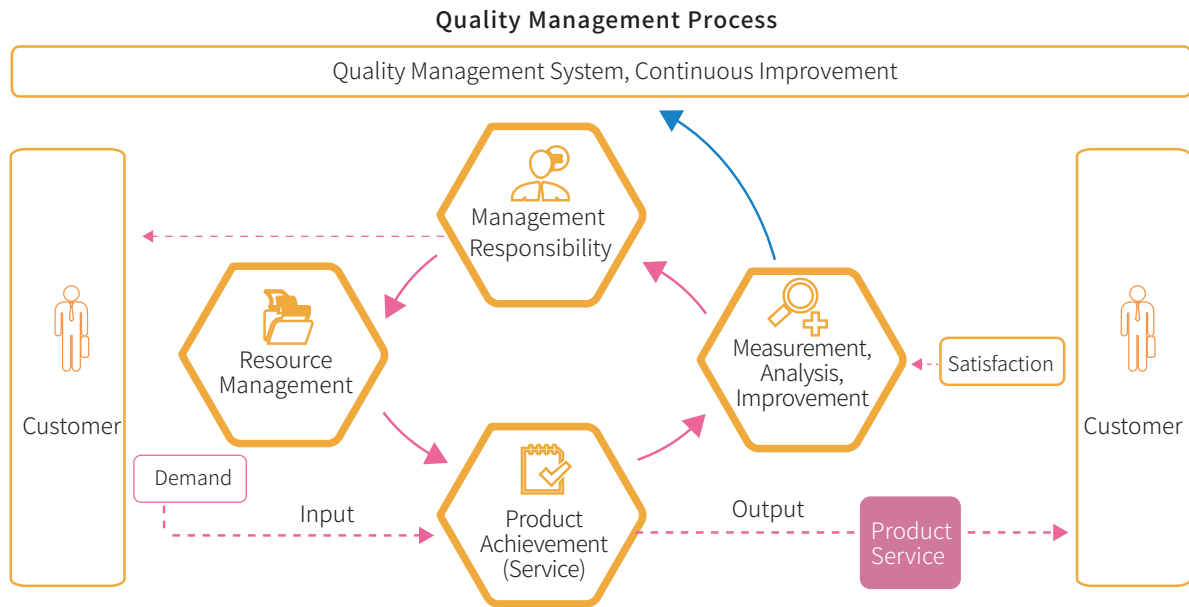 Quality Management Process
Quality Management System, Continuous Improvement
Management
Responsibility
Resource
Management
Measurement,
Analysis,
Improvement
Satisfaction
Customer
Customer
Demand
Input
Product
Achievement
(Service)
Output
Product
Service